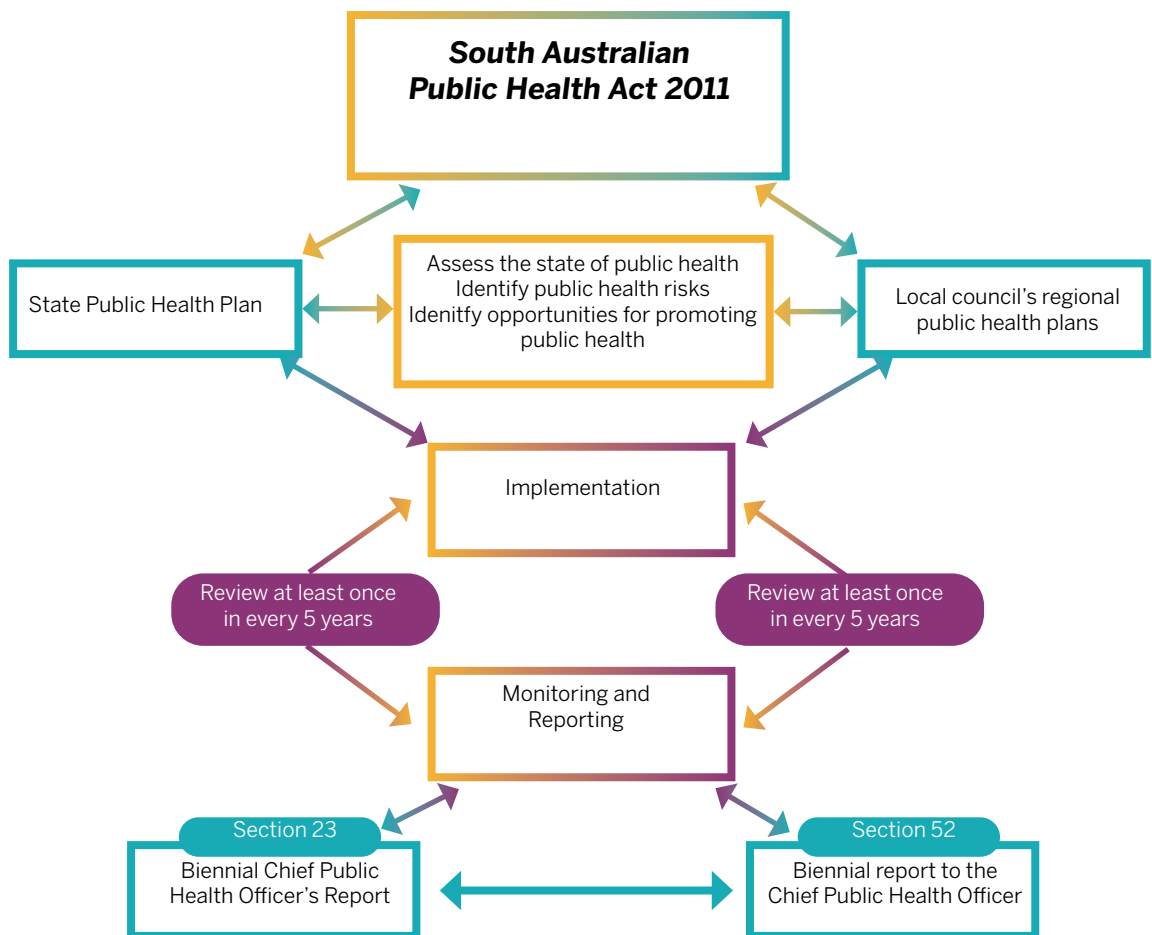 South Australian
Public Health Act 2011
State Public Health Plan
Assess the state of public health
Identify public health risks
Idenitfy opportunities for promoting
public health
Local council’s regional
public health plans
Implementation
Review at least once
in every 5 years
Review at least once
in every 5 years
Monitoring and
Reporting
Section 23
Biennial Chief Public
Health Officer’s Report
Section 52
Biennial report to the
Chief Public Health Officer